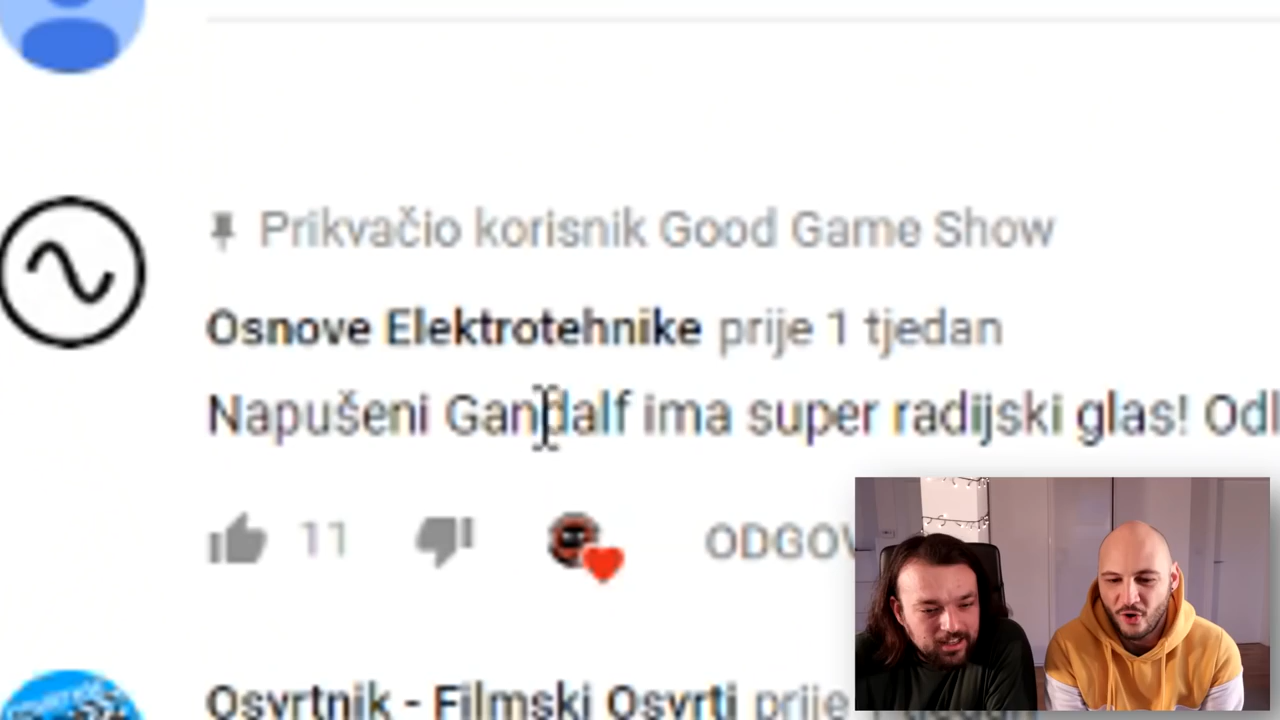 Prikvačio korisnik Good Game Show
Osnove Elektrotehnike prije 1 tjedan
Napušeni Gandalf ima super radijski glas!
11
Osvrtnik - Filmski Osvrti prije